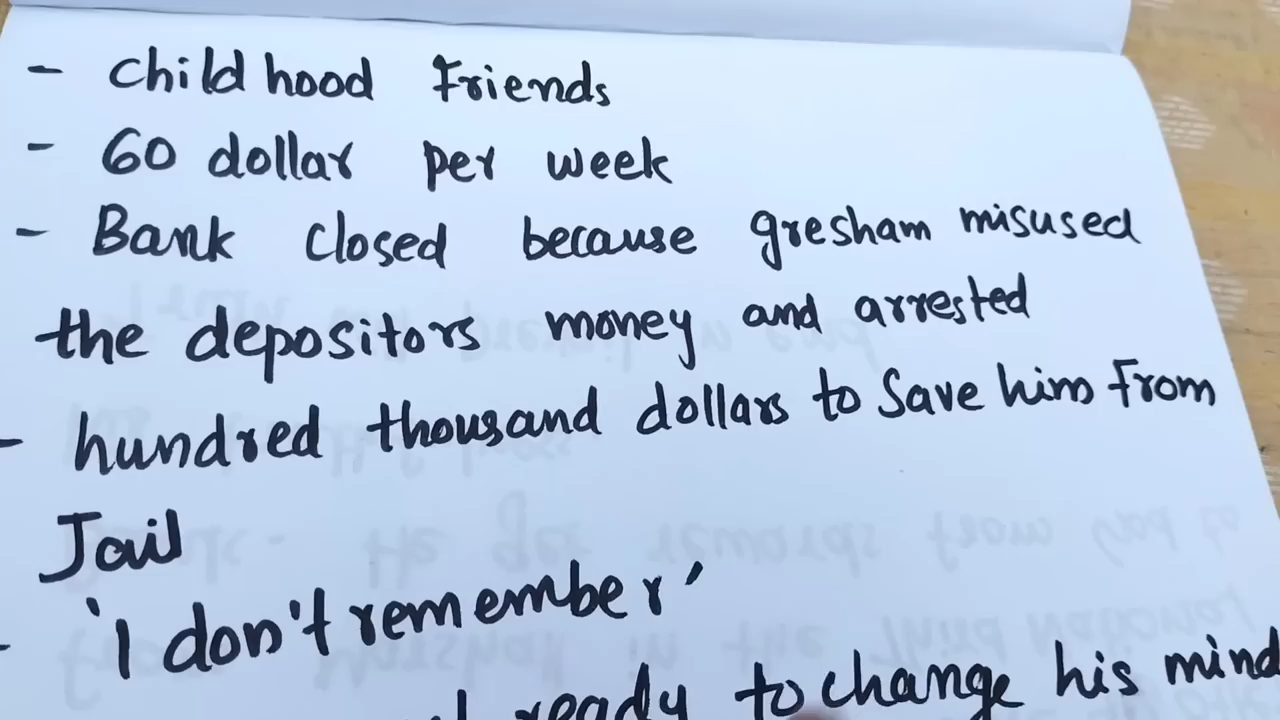 - Childhood Friends
- 60 dollar per week
- Bank closed because gresham misused
the depositors money and arrested
- hundred thousand dollars to Save him From
Jail
- 'I don't remember'
ready to change his mind